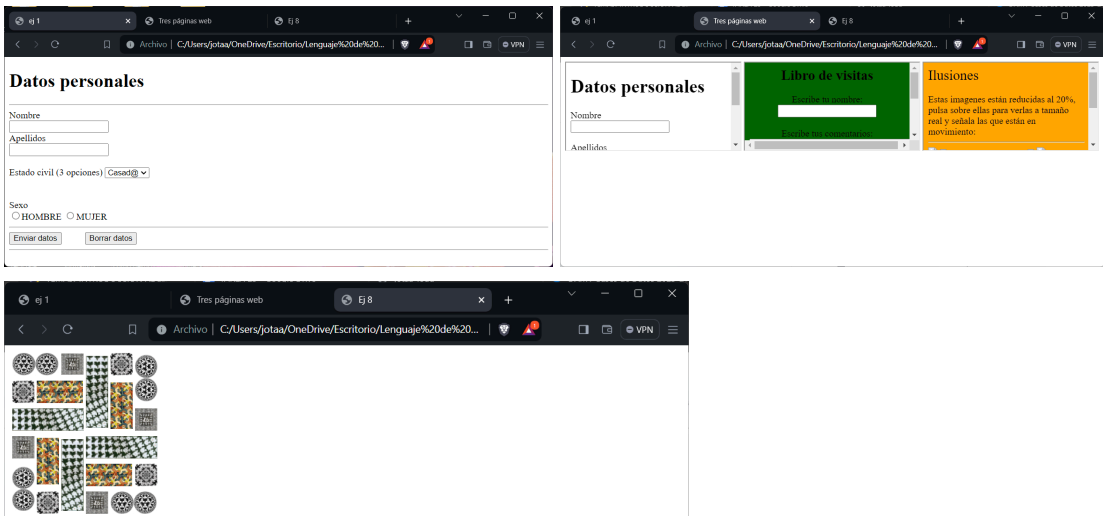 ej 1
Tres páginas web
Ej 8
Archivo
C:/Users/jotaa/OneDrive/Escritorio/Lenguaje%20de%20...
VPN
Datos personales
Nombre
Apellidos
Estado civil (3 opciones) Casad@
Sexo
HOMBRE MUJER
Enviar datos Borrar datos
ej 1
Tres páginas web
Ej 8
Archivo
C:/Users/jotaa/OneDrive/Escritorio/Lenguaje%20de%20...
VPN
Datos personales
Nombre
Apellidos
Libro de visitas
Escribe tu nombre:
Escribe tus comentarios:
Ilusiones
Estas imagenes están reducidas al 20%,
pulsa sobre ellas para verlas a tamaño
real y señala las que están en
movimiento:
ej 1
Tres páginas web
Ej 8
Archivo
C:/Users/jotaa/OneDrive/Escritorio/Lenguaje%20de%20...
VPN